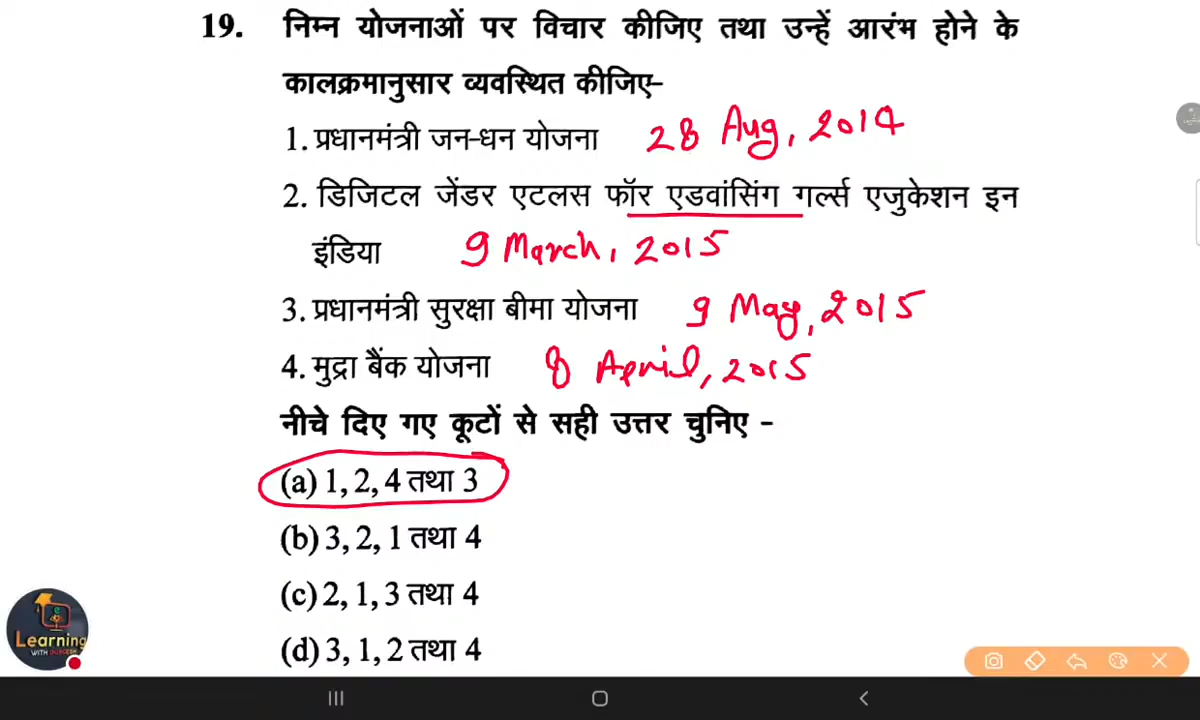 19. निम्न योजनाओं पर विचार कीजिए तथा उन्हें आरंभ होने के
कालक्रमानुसार व्यवस्थित कीजिए-
1. प्रधानमंत्री जन-धन योजना 28 Aug, 2014
2. डिजिटल जेंडर एटलस फॉर एडवांसिंग गर्ल्स एजुकेशन इन
इंडिया 9 March, 2015
3. प्रधानमंत्री सुरक्षा बीमा योजना 9 May, 2015
4. मुद्रा बैंक योजना 8 April, 2015
नीचे दिए गए कूटों से सही उत्तर चुनिए -
(a) 1, 2, 4 तथा 3
(b) 3, 2, 1 तथा 4
(c) 2, 1, 3 तथा 4
(d) 3, 1, 2 तथा 4
Learning